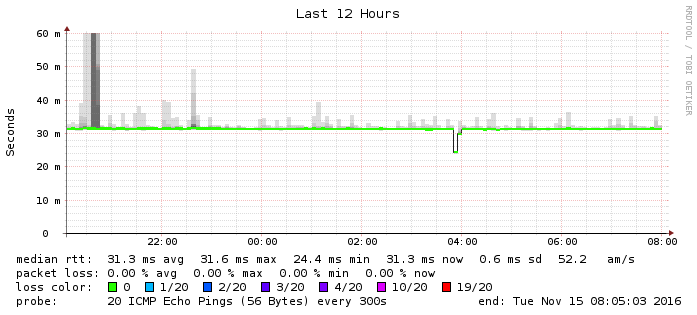 Last 12 Hours
RRDTOOL / TOBI OETIKER
Seconds
60 m
50 m
40 m
30 m
20 m
10 m
0
22:00 00:00 02:00 04:00 06:00 08:00
median rtt: 31.3 ms avg 31.6 ms max 24.4 ms min 31.3 ms now 0.6 ms sd 52.2 am/s
packet loss: 0.00 % avg 0.00 % max 0.00 % min 0.00 % now
loss color: 0 1/20 2/20 3/20 4/20 10/20 19/20
probe: 20 ICMP Echo Pings (56 Bytes) every 300s end: Tue Nov 15 08:05:03 2016